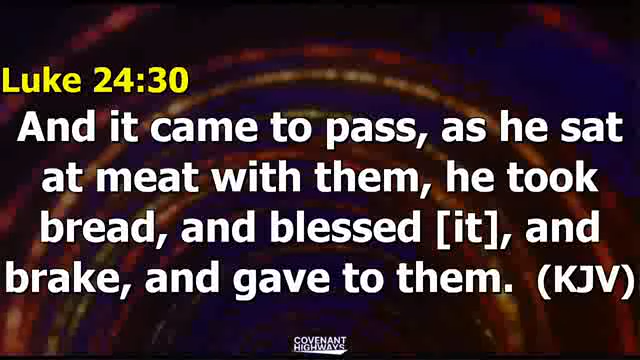 Luke 24:30
And it came to pass, as he sat
at meat with them, he took
bread, and blessed [it], and
brake, and gave to them. (KJV)
COVENANT
HIGHWAYS